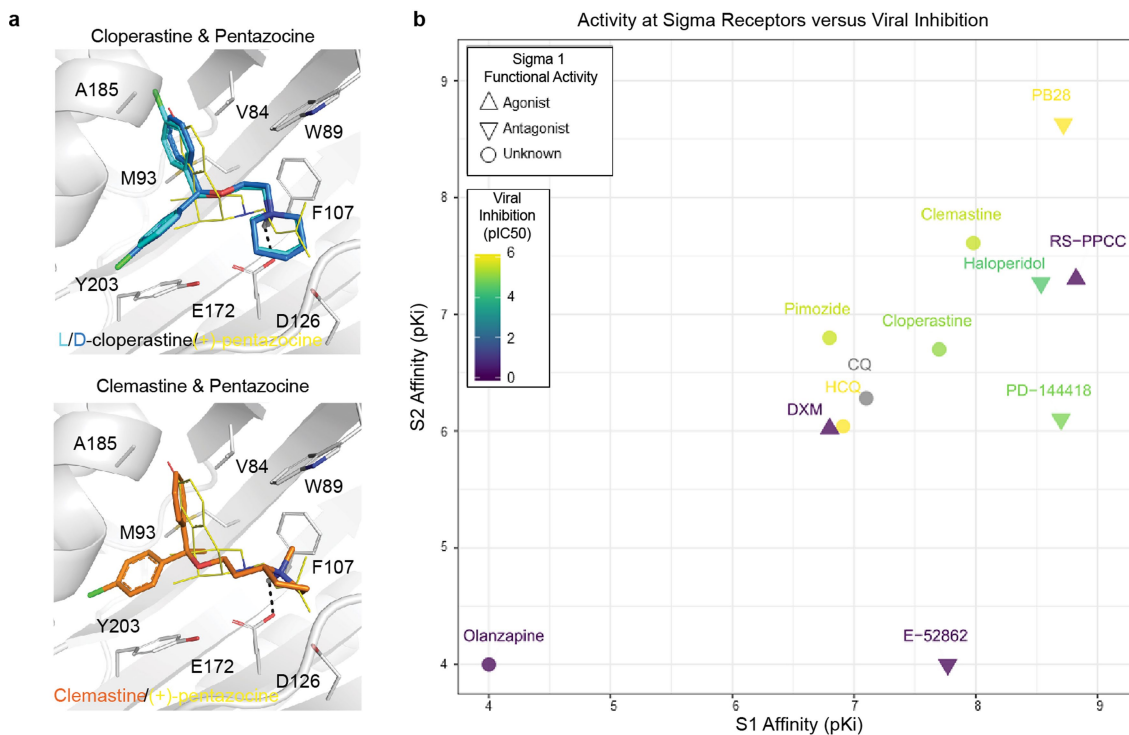 a
Cloperastine & Pentazocine
A185
V84
W89
M93
F107
Y203
E172
D126
L/D-cloperastine/(+)-pentazocine
Clemastine & Pentazocine
A185
V84
W89
M93
F107
Y203
E172
D126
Clemastine/(+)-pentazocine
b
Activity at Sigma Receptors versus Viral Inhibition
Sigma 1
Functional Activity
Agonist
Antagonist
Unknown
Viral
Inhibition
(pIC50)
6
4
2
0
PB28
Clemastine
RS-PPCC
Haloperidol
Pimozide
Cloperastine
CQ
HCQ
DXM
PD-144418
Olanzapine
E-52862
S2 Affinity (pKi)
9
8
7
6
5
4
4
5
6
7
8
9
S1 Affinity (pKi)